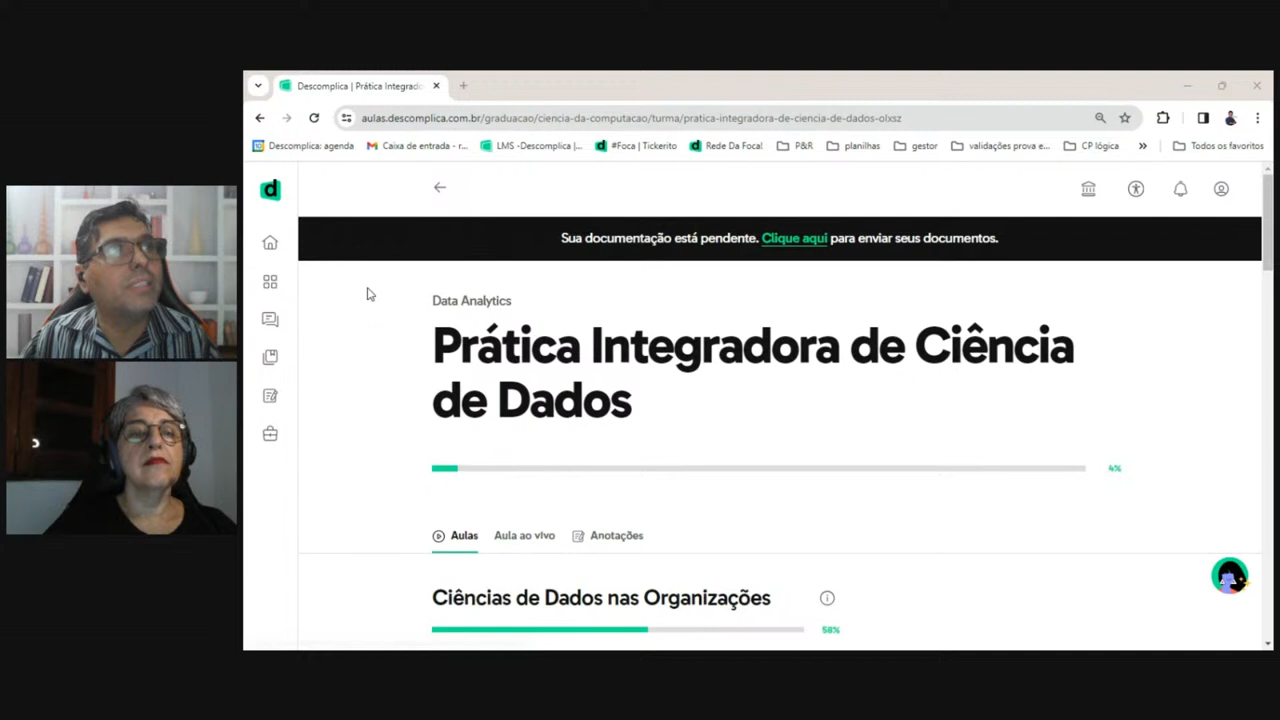 Descomplica | Prática Integrado
aulas.descomplica.com.br/graduacao/ciencia-da-computacao/turma/pratica-integradora-de-ciencia-de-dados-olxsz
Descomplica: agenda
Caixa de entrada - r...
LMS -Descomplica |...
#Foca | Tickerito
Rede Da Foca!
P&R
planilhas
gestor
validações prova e...
CP lógica
»
Todos os favoritos
d
Sua documentação está pendente. Clique aqui para enviar seus documentos.
Data Analytics
Prática Integradora de Ciência
de Dados
4%
Aulas
Aula ao vivo
Anotações
Ciências de Dados nas Organizações
58%